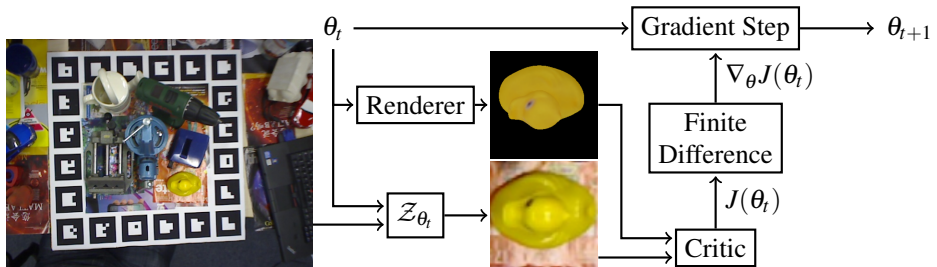 θ_t
Gradient Step
θ_{t+1}
∇_θ J(θ_t)
Renderer
Finite
Difference
𝒵_{θ_t}
J(θ_t)
Critic